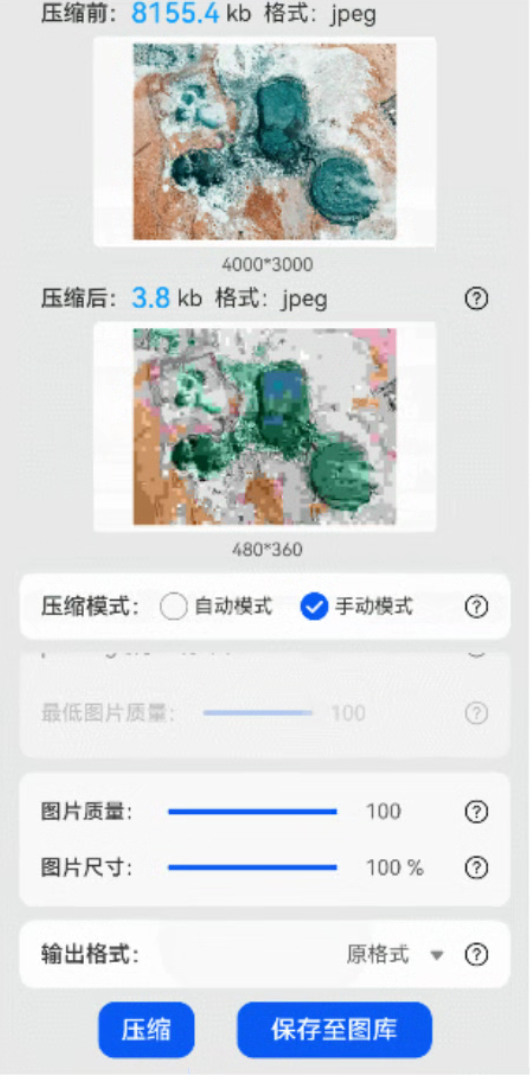 压缩前：8155.4 kb 格式：jpeg
4000*3000
压缩后：3.8 kb 格式：jpeg
480*360
压缩模式： 自动模式 手动模式
最低图片质量： 100
图片质量： 100
图片尺寸： 100 %
输出格式： 原格式
压缩 保存至图库